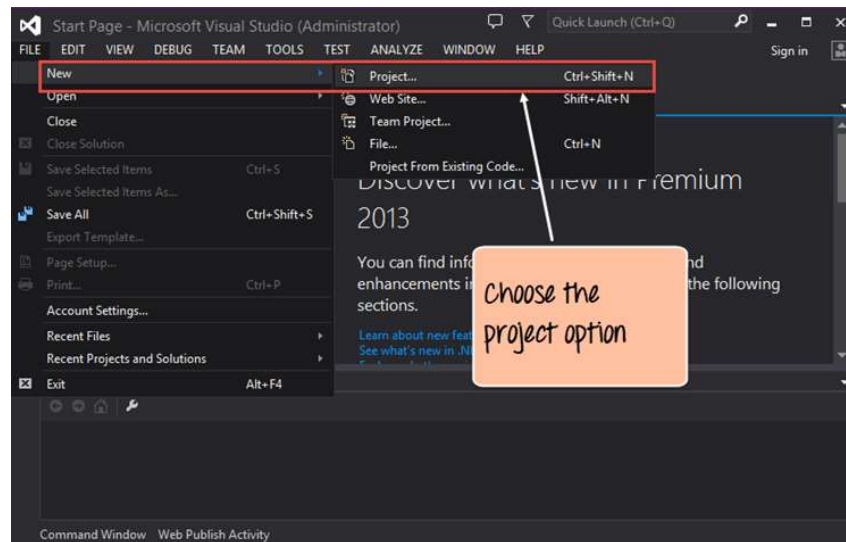 Start Page - Microsoft Visual Studio (Administrator)
Quick Launch (Ctrl+Q)
FILE EDIT VIEW DEBUG TEAM TOOLS TEST ANALYZE WINDOW HELP
Sign in
New
Project... Ctrl+Shift+N
Open
Web Site... Shift+Alt+N
Close
Team Project...
Close Solution
File... Ctrl+N
Save Selected Items Ctrl+S
Project From Existing Code...
Save Selected Items As...
Discover what's new in Premium
2013
Save All Ctrl+Shift+S
Export Template...
Page Setup...
You can find
nd
Print... Ctrl+P
enhancements
the following
sections.
Account Settings...
Recent Files
Learn about new
Recent Projects and Solutions
See what's new in
Exit Alt+F4
Choose the
project option
Command Window Web Publish Activity